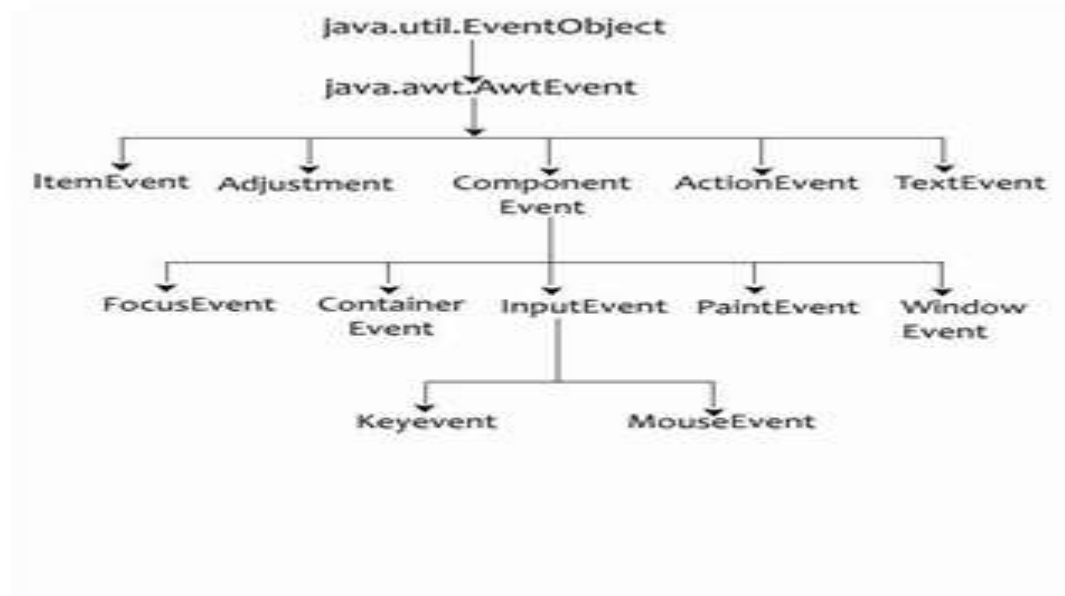 java.util.EventObject
java.awt.AwtEvent
ItemEvent Adjustment Component ActionEvent TextEvent
Event
FocusEvent Container InputEvent PaintEvent Window
Event Event
Keyevent MouseEvent